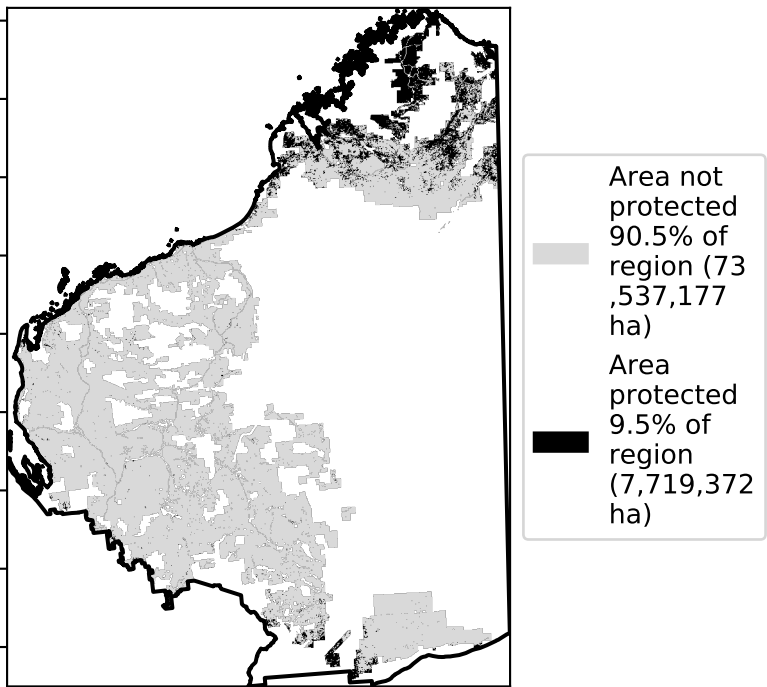 Area not
protected
90.5% of
region (73
,537,177
ha)
Area
protected
9.5% of
region
(7,719,372
ha)